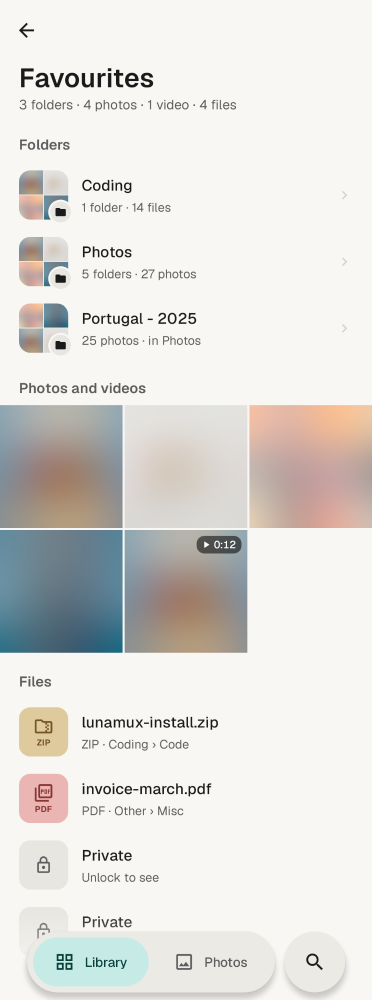 Favourites
3 folders · 4 photos · 1 video · 4 files
Folders
Coding
1 folder · 14 files
Photos
5 folders · 27 photos
Portugal - 2025
25 photos · in Photos
Photos and videos
0:12
Files
ZIP
lunamux-install.zip
ZIP · Coding › Code
PDF
PDF
invoice-march.pdf
PDF · Other › Misc
Private
Unlock to see
Private
Library
Photos